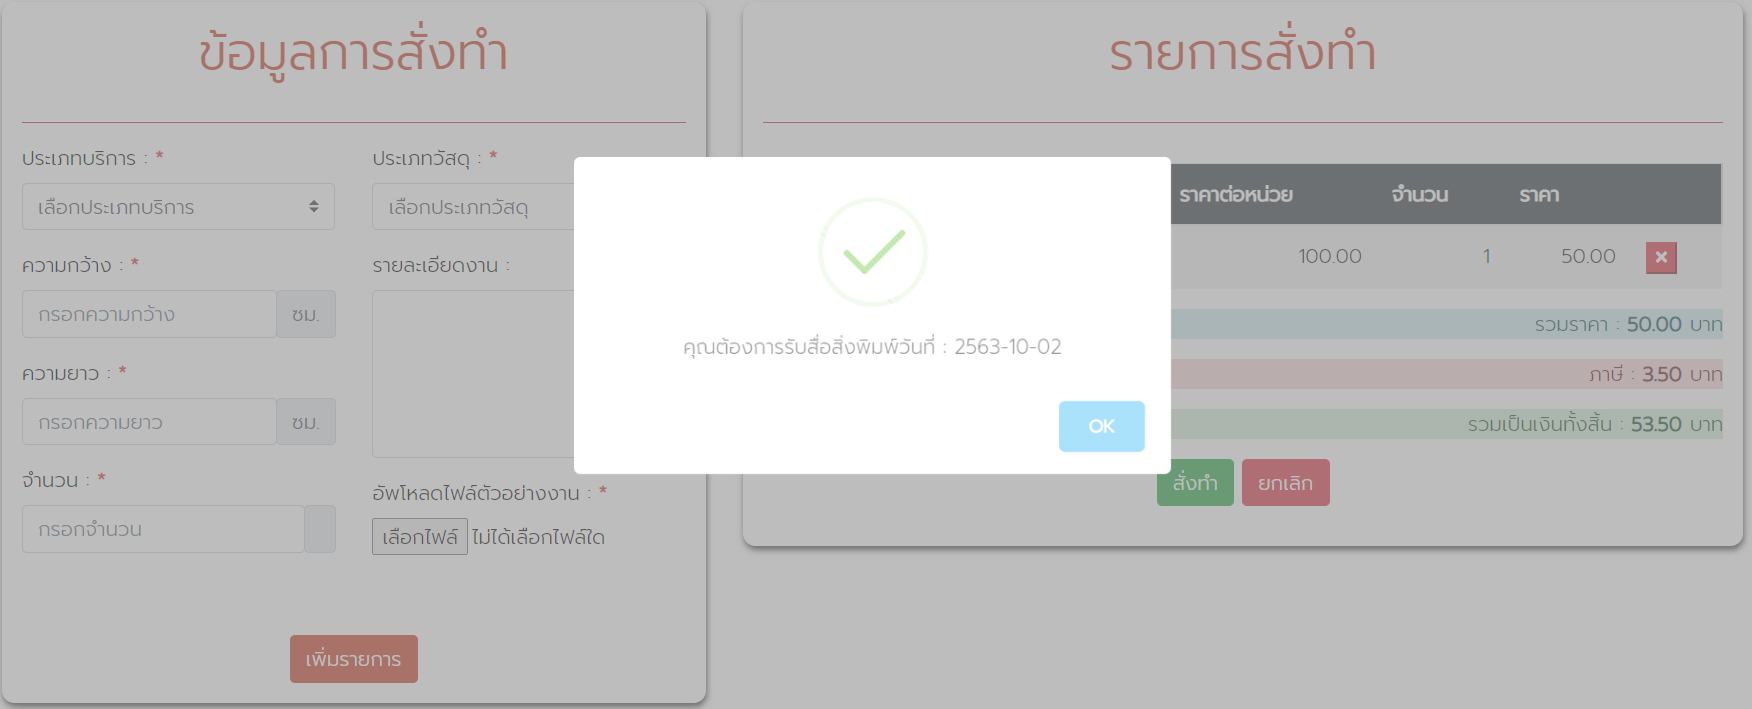 ข้อมูลการสั่งทำ
ประเภทบริการ : *
ประเภทวัสดุ : *
เลือกประเภทบริการ
เลือกประเภทวัสดุ
ความกว้าง : *
รายละเอียดงาน :
กรอกความกว้าง ซม.
ความยาว : *
กรอกความยาว ซม.
จำนวน : *
กรอกจำนวน
อัพโหลดไฟล์ตัวอย่างงาน : *
เลือกไฟล์ ไม่ได้เลือกไฟล์ใด
เพิ่มรายการ
คุณต้องการรับสื่อสิ่งพิมพ์วันที่ : 2563-10-02
OK
รายการสั่งทำ
ราคาต่อหน่วย จำนวน ราคา
100.00 1 50.00
รวมราคา : 50.00 บาท
ภาษี : 3.50 บาท
รวมเป็นเงินทั้งสิ้น : 53.50 บาท
สั่งทำ ยกเลิก